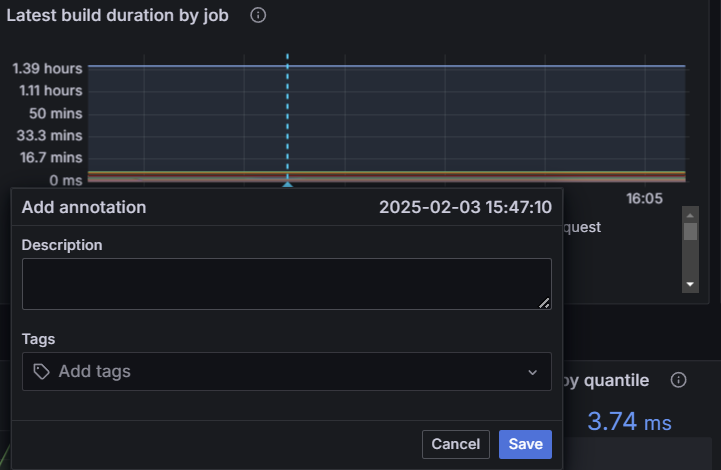 Latest build duration by job
1.39 hours
1.11 hours
50 mins
33.3 mins
16.7 mins
0 ms
16:05
Add annotation 2025-02-03 15:47:10
quest
Description
Tags
Add tags
by quantile
3.74 ms
Cancel Save